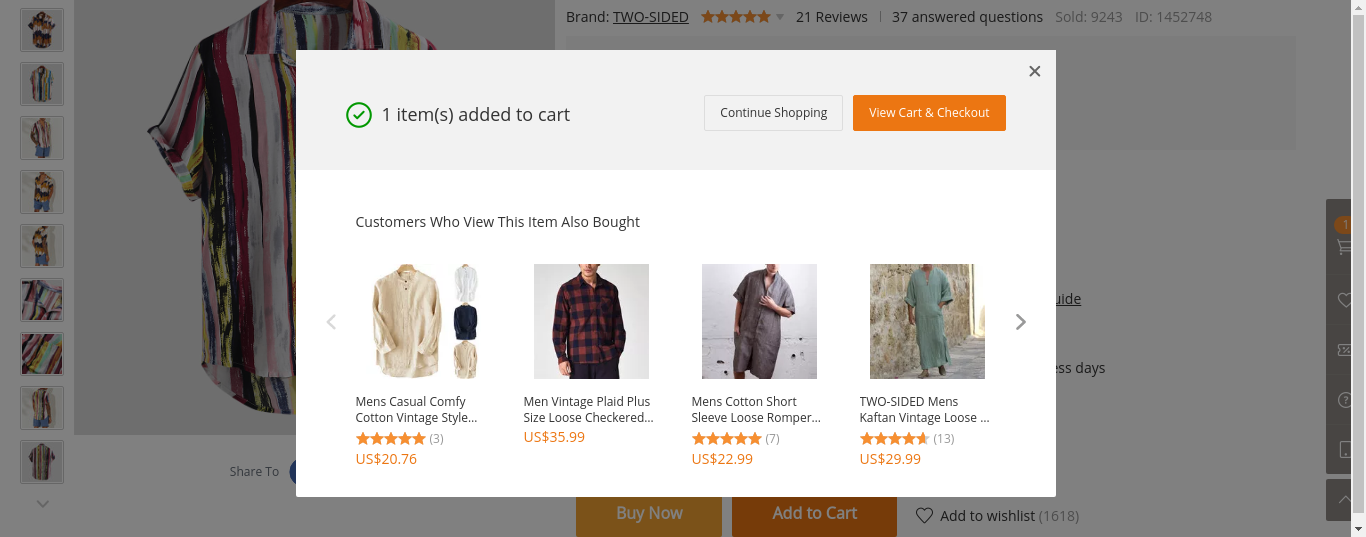 Brand: TWO-SIDED 21 Reviews 37 answered questions Sold: 9243 ID: 1452748
1 item(s) added to cart
Continue Shopping
View Cart & Checkout
1
Customers Who View This Item Also Bought
Mens Casual Comfy
Cotton Vintage Style...
(3)
US$20.76
Men Vintage Plaid Plus
Size Loose Checkered...
US$35.99
Mens Cotton Short
Sleeve Loose Romper...
(7)
US$22.99
TWO-SIDED Mens
Kaftan Vintage Loose ...
(13)
US$29.99
uide
ess days
Share To
Buy Now
Add to Cart
Add to wishlist (1618)